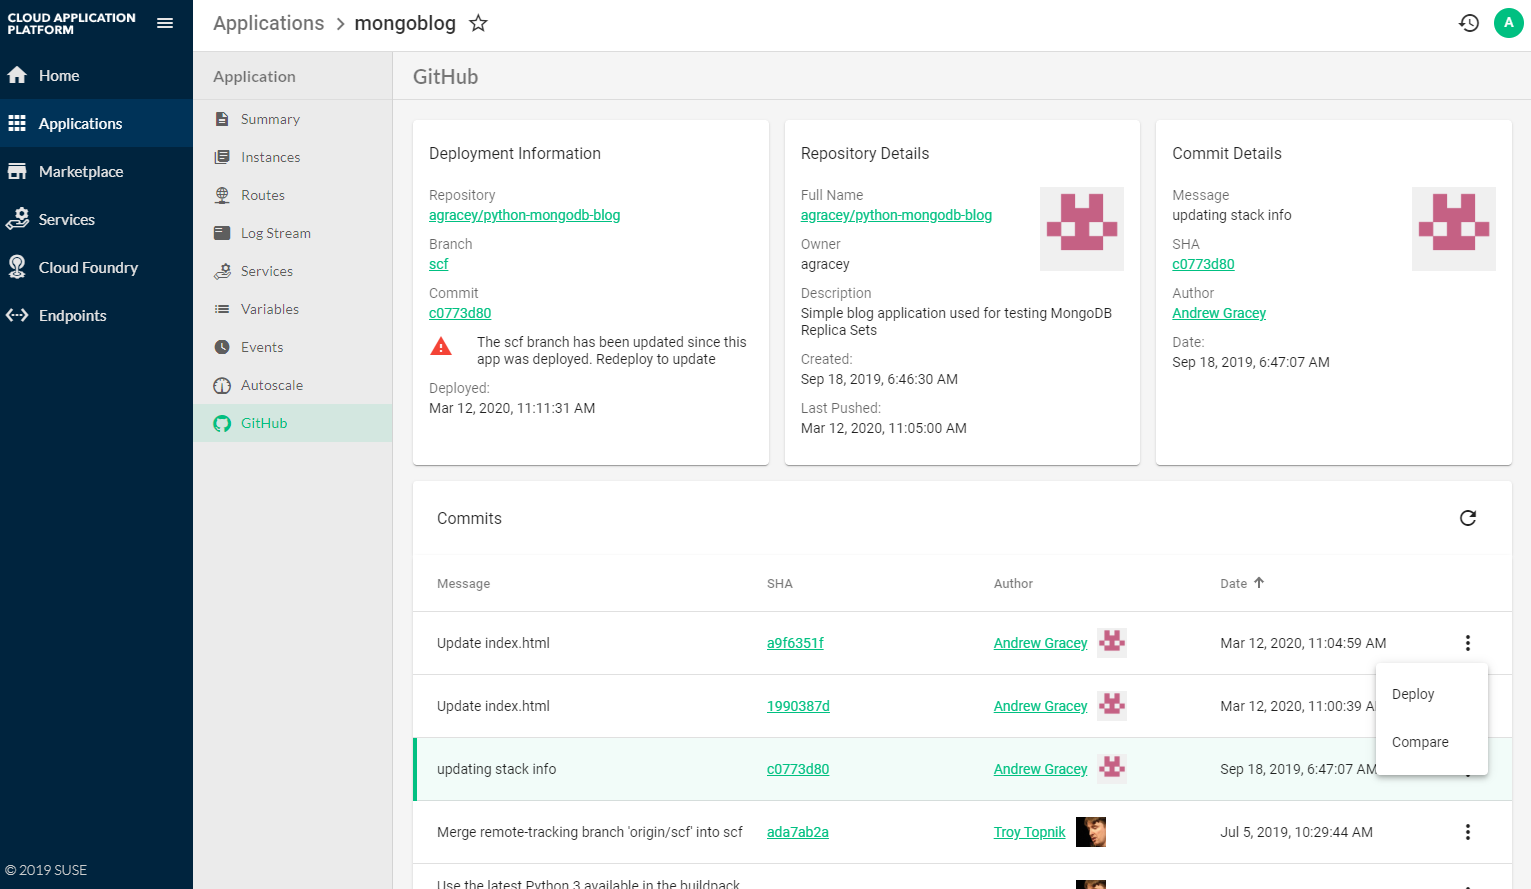 CLOUD APPLICATION
PLATFORM
Home
Applications
Marketplace
Services
Cloud Foundry
Endpoints
© 2019 SUSE
Applications > mongoblog
A
Application
Summary
Instances
Routes
Log Stream
Services
Variables
Events
Autoscale
GitHub
GitHub
Deployment Information
Repository
agracey/python-mongodb-blog
Branch
scf
Commit
c0773d80
The scf branch has been updated since this
app was deployed. Redeploy to update
Deployed:
Mar 12, 2020, 11:11:31 AM
Repository Details
Full Name
agracey/python-mongodb-blog
Owner
agracey
Description
Simple blog application used for testing MongoDB
Replica Sets
Created:
Sep 18, 2019, 6:46:30 AM
Last Pushed:
Mar 12, 2020, 11:05:00 AM
Commit Details
Message
updating stack info
SHA
c0773d80
Author
Andrew Gracey
Date:
Sep 18, 2019, 6:47:07 AM
Commits
Message SHA Author Date
Update index.html a9f6351f Andrew Gracey Mar 12, 2020, 11:04:59 AM
Deploy
Compare
Update index.html 1990387d Andrew Gracey Mar 12, 2020, 11:00:39 A
updating stack info c0773d80 Andrew Gracey Sep 18, 2019, 6:47:07 AM
Merge remote-tracking branch 'origin/scf' into scf ada7ab2a Troy Topnik Jul 5, 2019, 10:29:44 AM
Use the latest Python 3 available in the buildpack